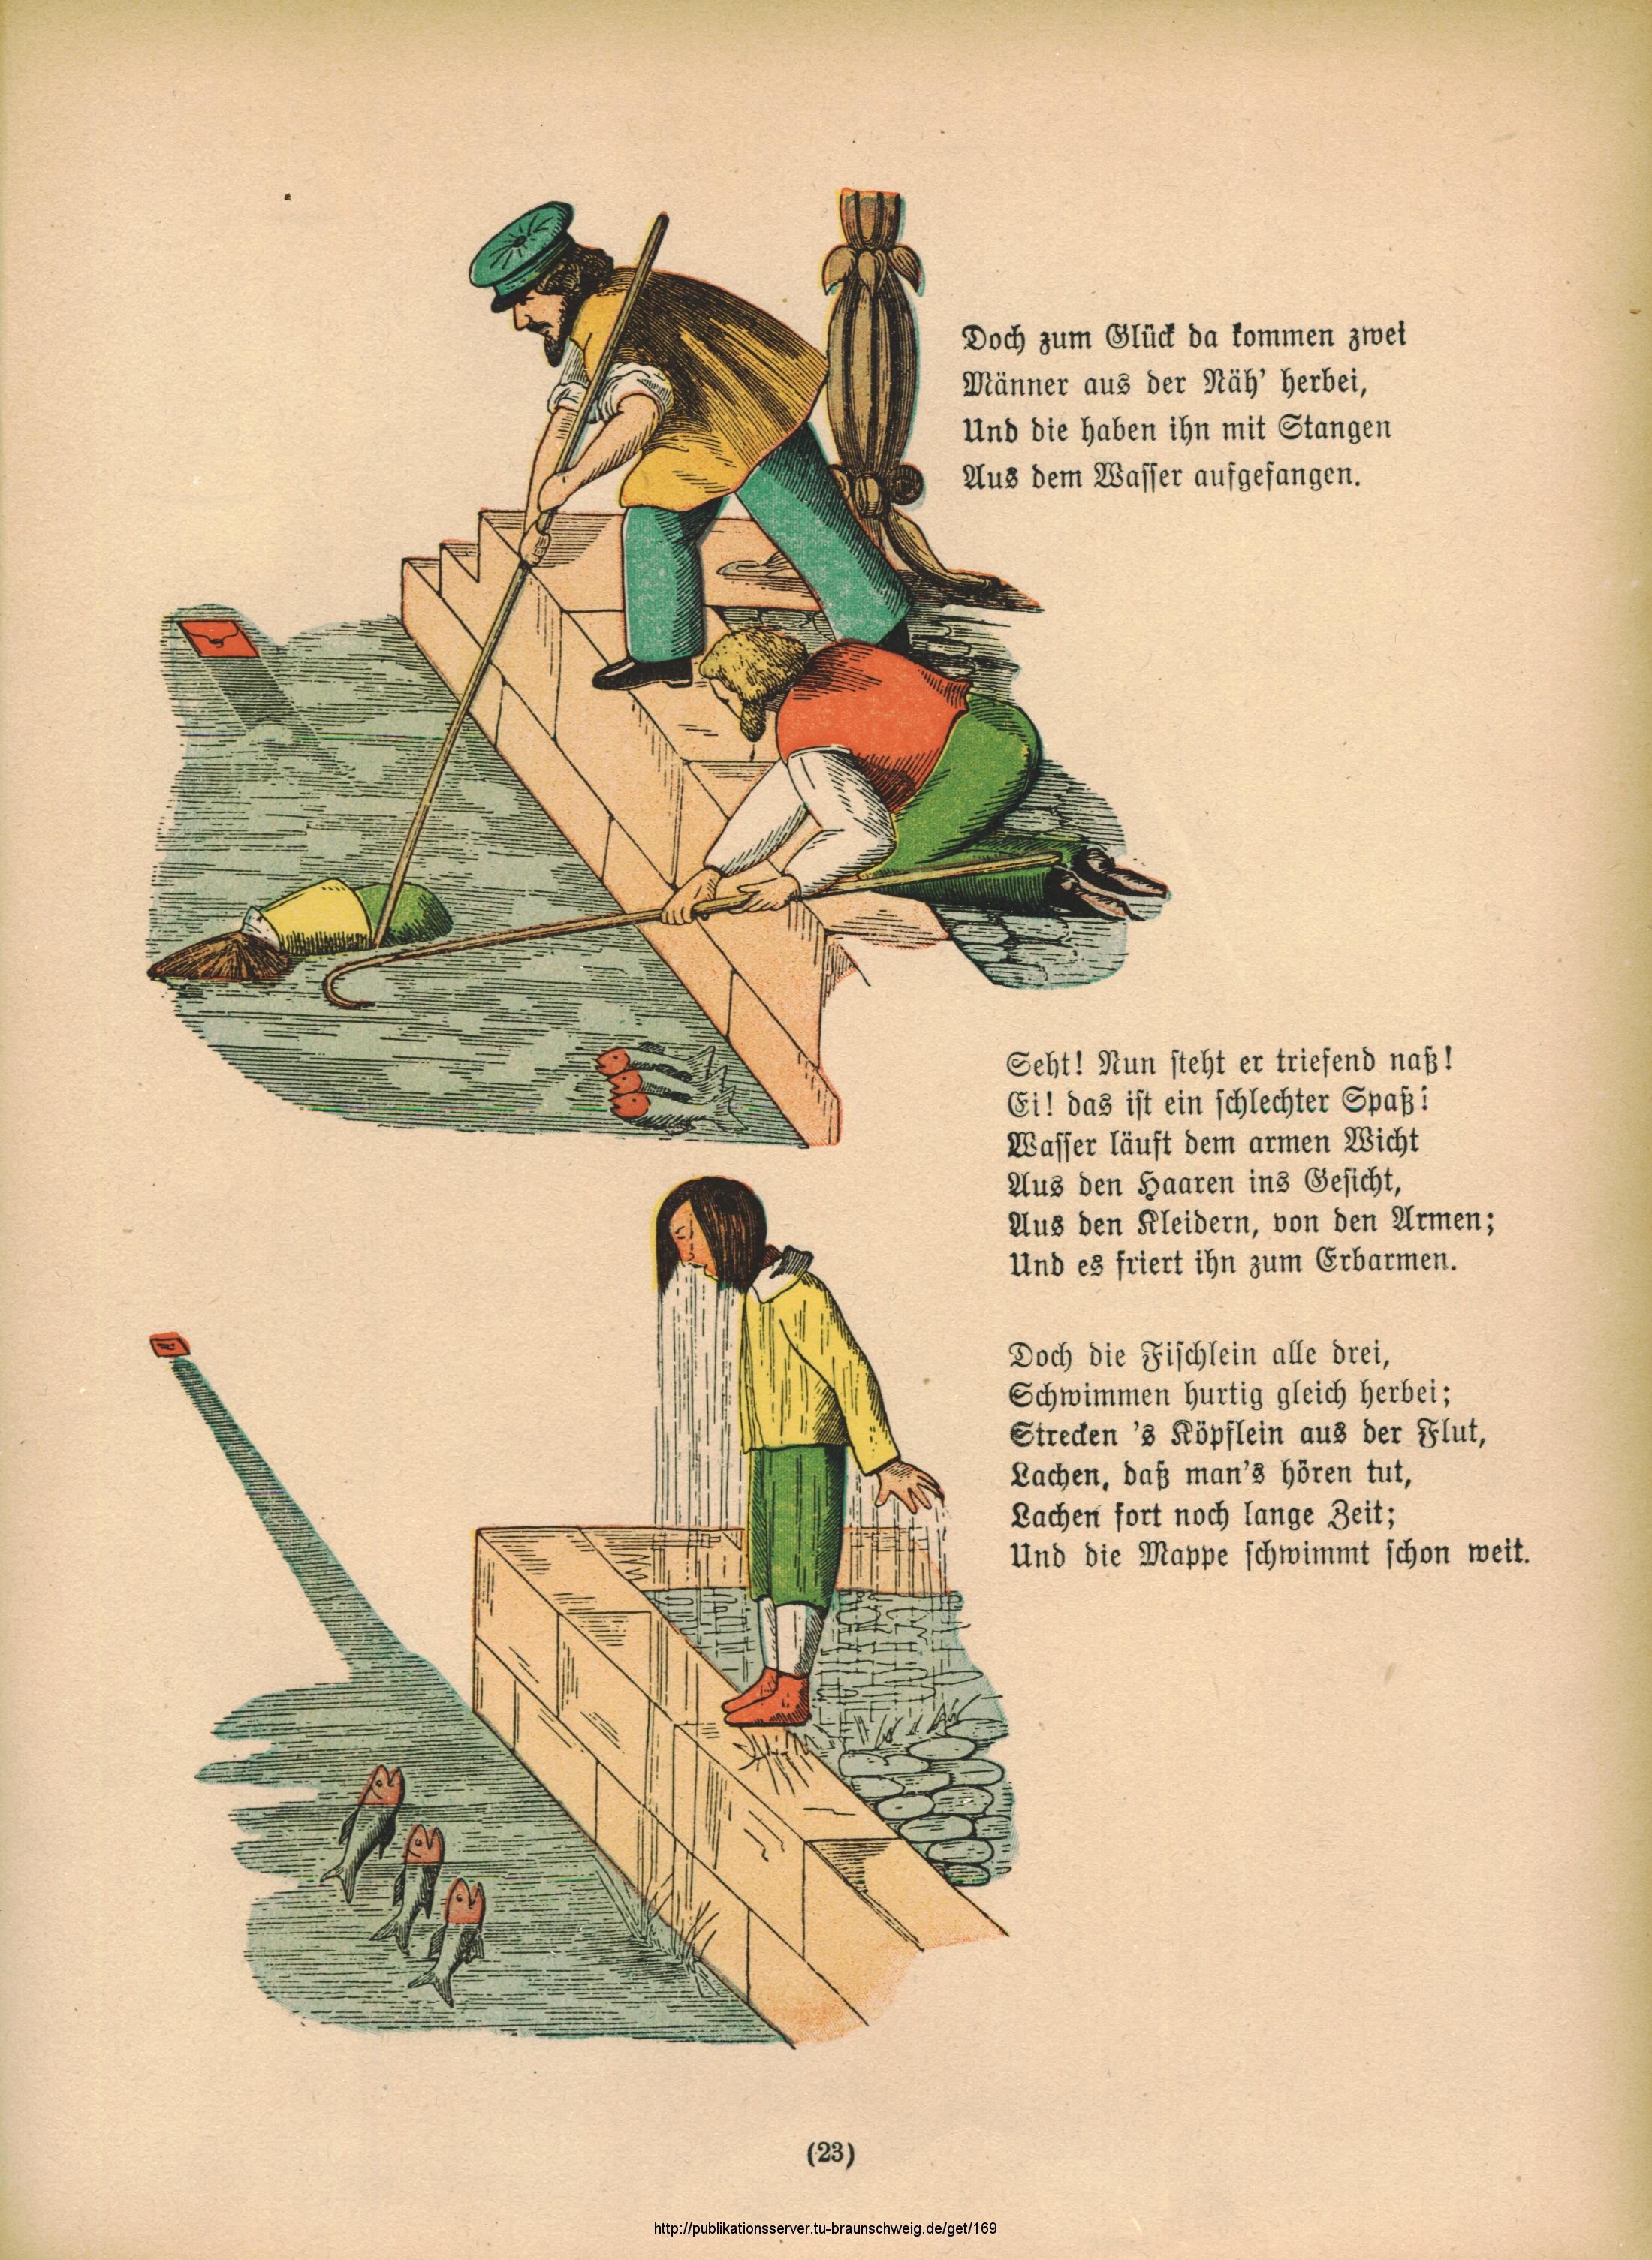 Doch zum Glück da kommen zwei
Männer aus der Näh' herbei,
Und die haben ihn mit Stangen
Aus dem Wasser aufgefangen.
Seht! Nun steht er triefend naß!
Ei! das ist ein schlechter Spaß!
Wasser läuft dem armen Wicht
Aus den Haaren ins Gesicht,
Aus den Kleidern, von den Armen;
Und es friert ihn zum Erbarmen.
Doch die Fischlein alle drei,
Schwimmen hurtig gleich herbei;
Strecken 's Köpflein aus der Flut,
Lachen, daß man's hören tut,
Lachen fort noch lange Zeit;
Und die Mappe schwimmt schon weit.
(23)
http://publikationsserver.tu-braunschweig.de/get/169